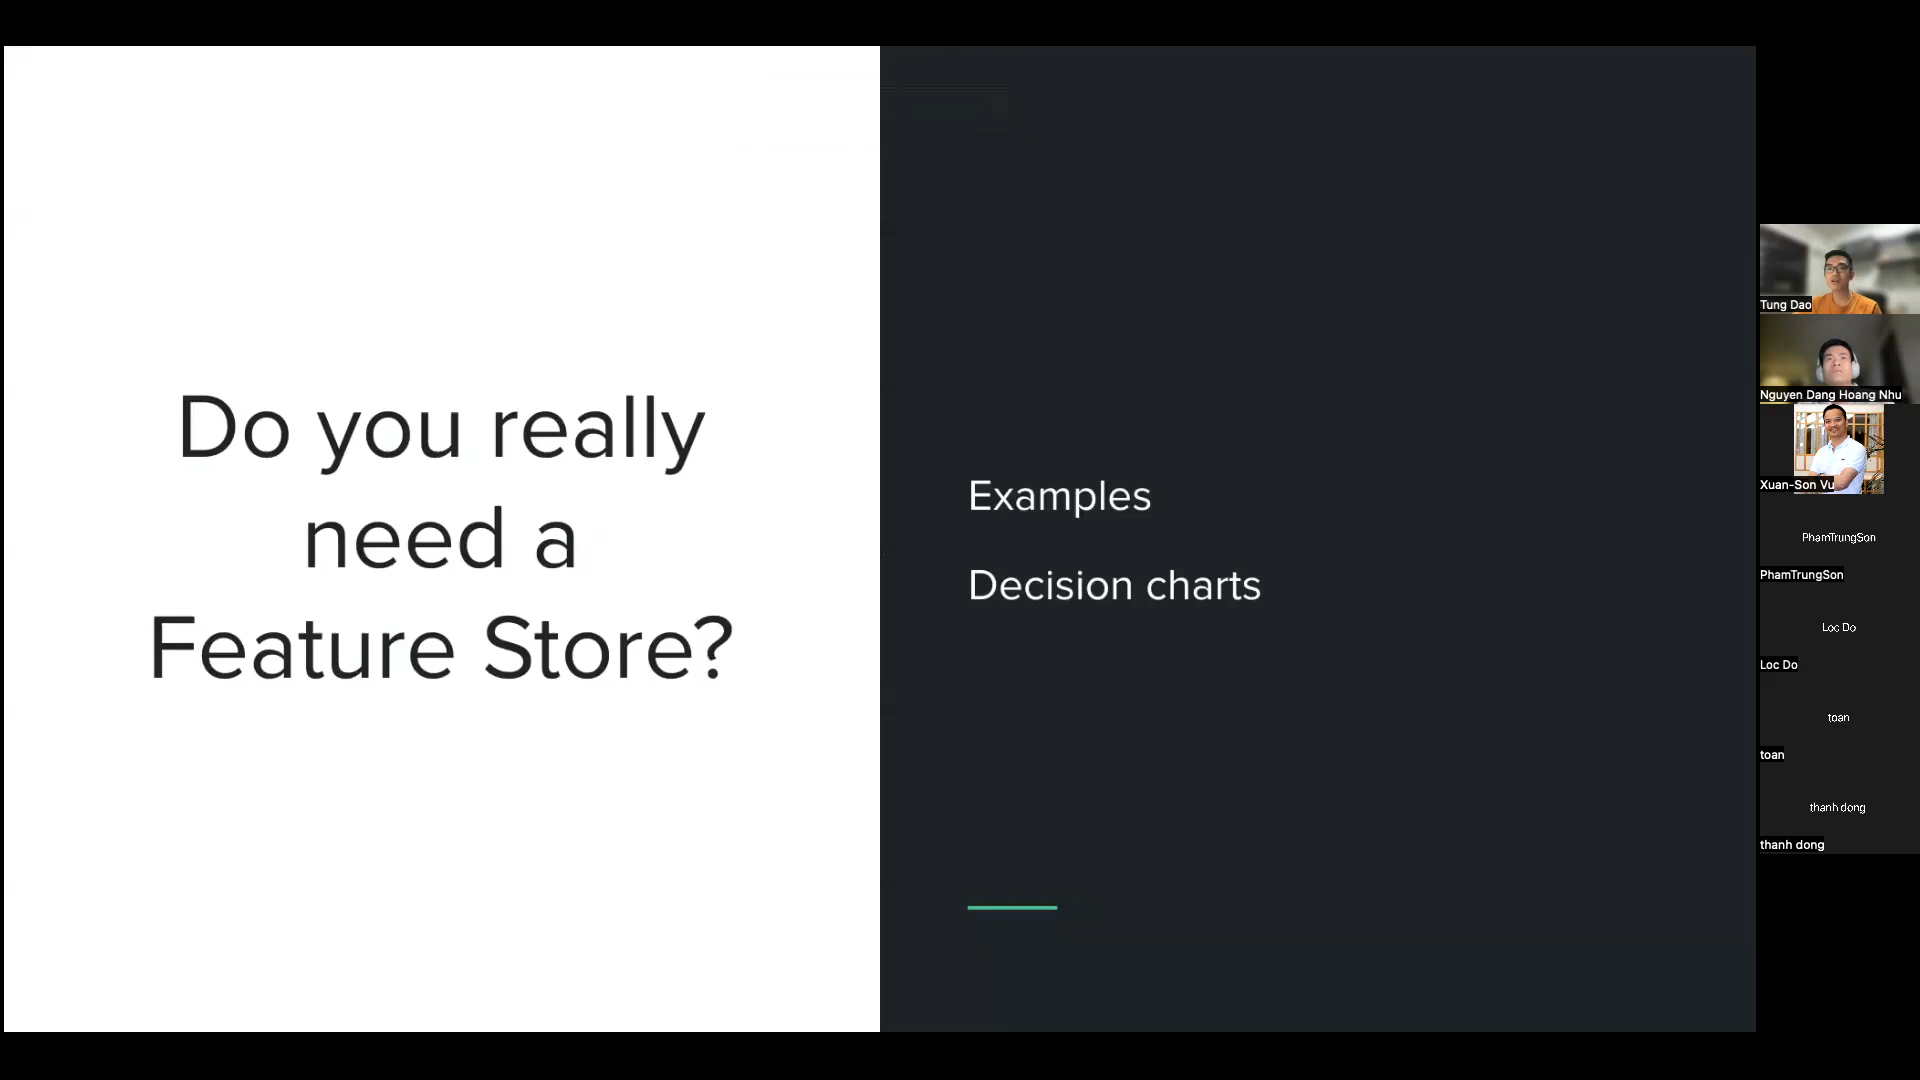 Do you really
need a
Feature Store?
Examples
Decision charts
Tung Dao
Nguyen Dang Hoang Nhu
Xuan-Son Vu
PhamTrungSon
PhamTrungSon
Loc Do
Loc Do
toan
toan
thanh dong
thanh dong